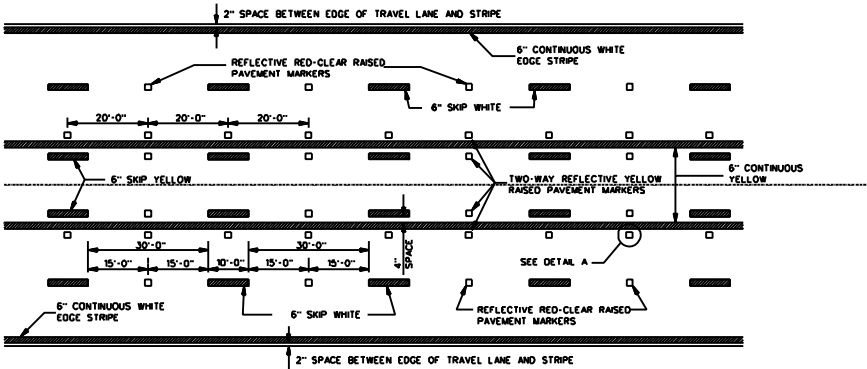 2" SPACE BETWEEN EDGE OF TRAVEL LANE AND STRIPE
6" CONTINUOUS WHITE
EDGE STRIPE
REFLECTIVE RED-CLEAR RAISED
PAVEMENT MARKERS
6" SKIP WHITE
20'-0" 20'-0" 20'-0"
6" SKIP YELLOW
TWO-WAY REFLECTIVE YELLOW
RAISED PAVEMENT MARKERS
6" CONTINUOUS
YELLOW
30'-0" 30'-0"
15'-0" 15'-0" 10'-0" 15'-0" 15'-0"
4"
SPACE
SEE DETAIL A
6" CONTINUOUS WHITE
EDGE STRIPE
6" SKIP WHITE
REFLECTIVE RED-CLEAR RAISED
PAVEMENT MARKERS
2" SPACE BETWEEN EDGE OF TRAVEL LANE AND STRIPE